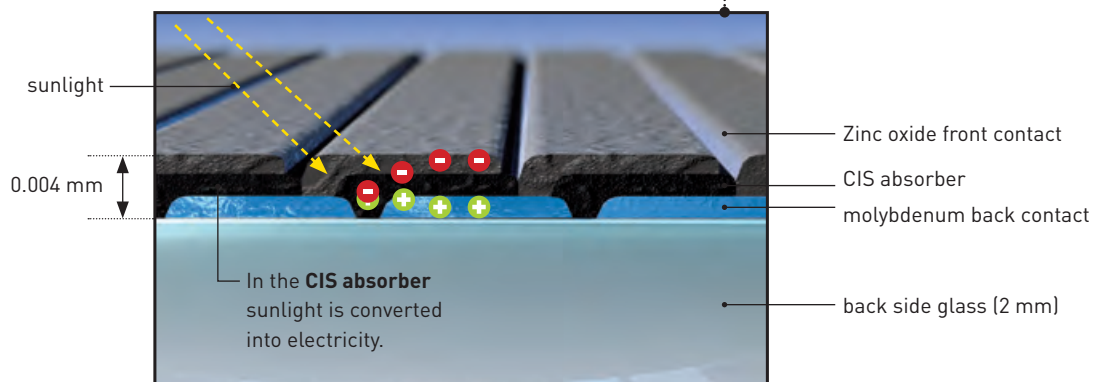 sunlight
Zinc oxide front contact
0.004 mm
CIS absorber
molybdenum back contact
In the CIS absorber
sunlight is converted
into electricity.
back side glass (2 mm)